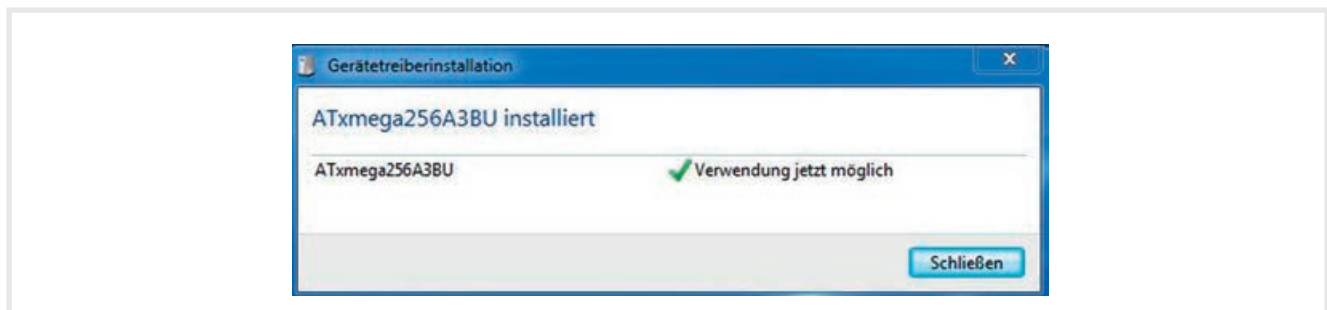 Gerätetreiberinstallation
ATxmega256A3BU installiert
ATxmega256A3BU
Verwendung jetzt möglich
Schließen